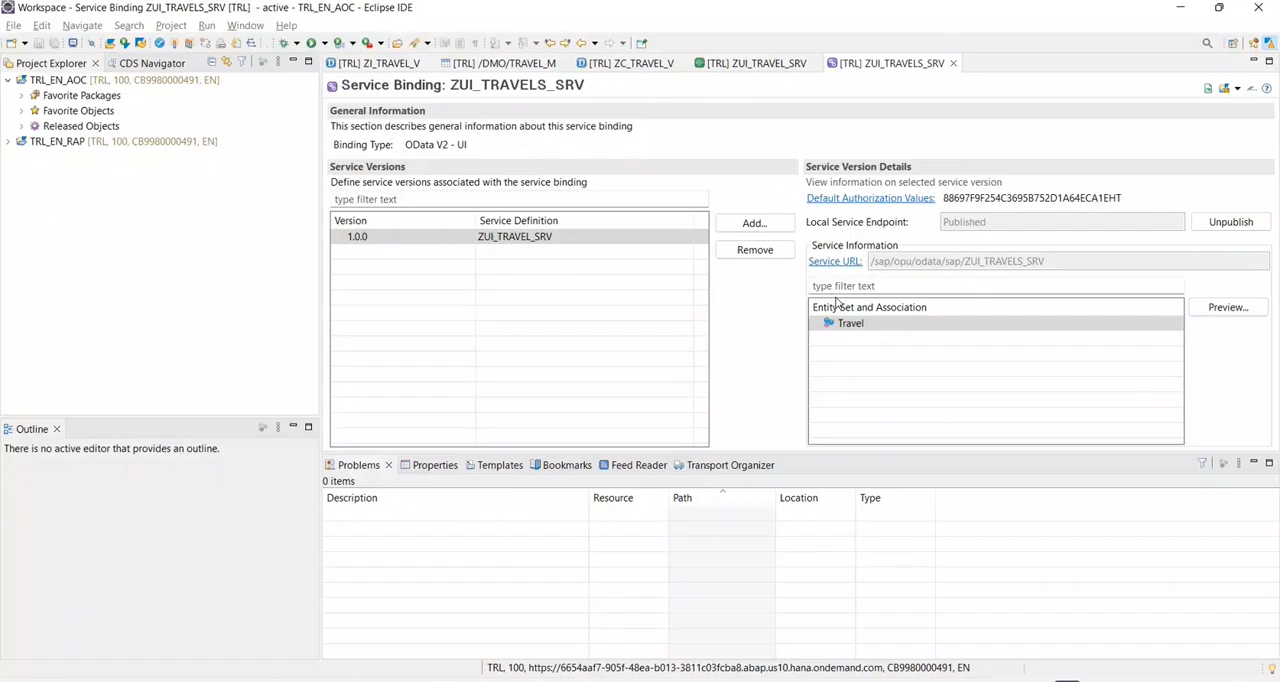 Workspace - Service Binding ZUI_TRAVELS_SRV [TRL] - active - TRL_EN_AOC - Eclipse IDE
File Edit Navigate Search Project Run Window Help
Project Explorer CDS Navigator
TRL_EN_AOC [TRL, 100, CB9980000491, EN]
Favorite Packages
Favorite Objects
Released Objects
TRL_EN_RAP [TRL, 100, CB9980000491, EN]
[TRL] ZI_TRAVEL_V [TRL] /DMO/TRAVEL_M [TRL] ZC_TRAVEL_V [TRL] ZUI_TRAVEL_SRV [TRL] ZUI_TRAVELS_SRV
Service Binding: ZUI_TRAVELS_SRV
General Information
This section describes general information about this service binding
Binding Type: OData V2 - UI
Service Versions
Define service versions associated with the service binding
type filter text
Version Service Definition
1.0.0 ZUI_TRAVEL_SRV
Add...
Remove
Service Version Details
View information on selected service version
Default Authorization Values: 88697F9F254C3695B752D1A64ECA1EHT
Local Service Endpoint: Published Unpublish
Service Information
Service URL: /sap/opu/odata/sap/ZUI_TRAVELS_SRV
type filter text
Entity Set and Association
Travel
Preview...
Outline
There is no active editor that provides an outline.
Problems Properties Templates Bookmarks Feed Reader Transport Organizer
0 items
Description Resource Path Location Type
TRL, 100, https://6654aaf7-905f-48ea-b013-3811c03fcba8.abap.us10.hana.ondemand.com, CB9980000491, EN